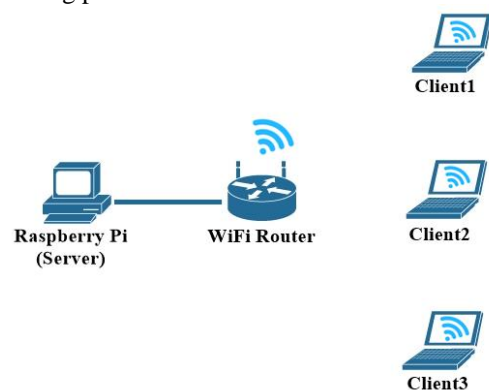 Client1
Raspberry Pi
(Server)
WiFi Router
Client2
Client3